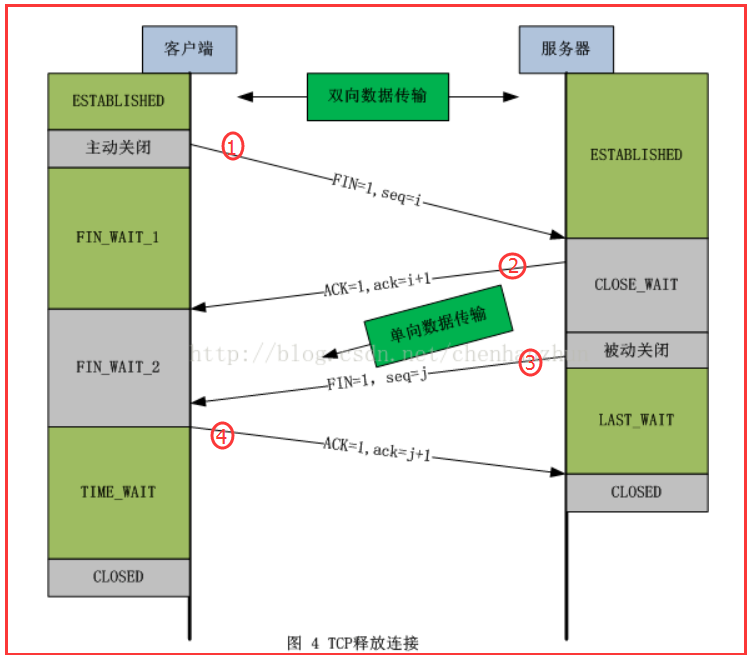 客户端
服务器
ESTABLISHED
双向数据传输
主动关闭
①
ESTABLISHED
FIN=1,seq=i
FIN_WAIT_1
②
ACK=1,ack=i+1
CLOSE_WAIT
单向数据传输
http://blog.csdn.net/chenhanzhun
FIN_WAIT_2
③
被动关闭
FIN=1, seq=j
LAST_WAIT
④
ACK=1,ack=j+1
TIME_WAIT
CLOSED
CLOSED
图 4 TCP释放连接